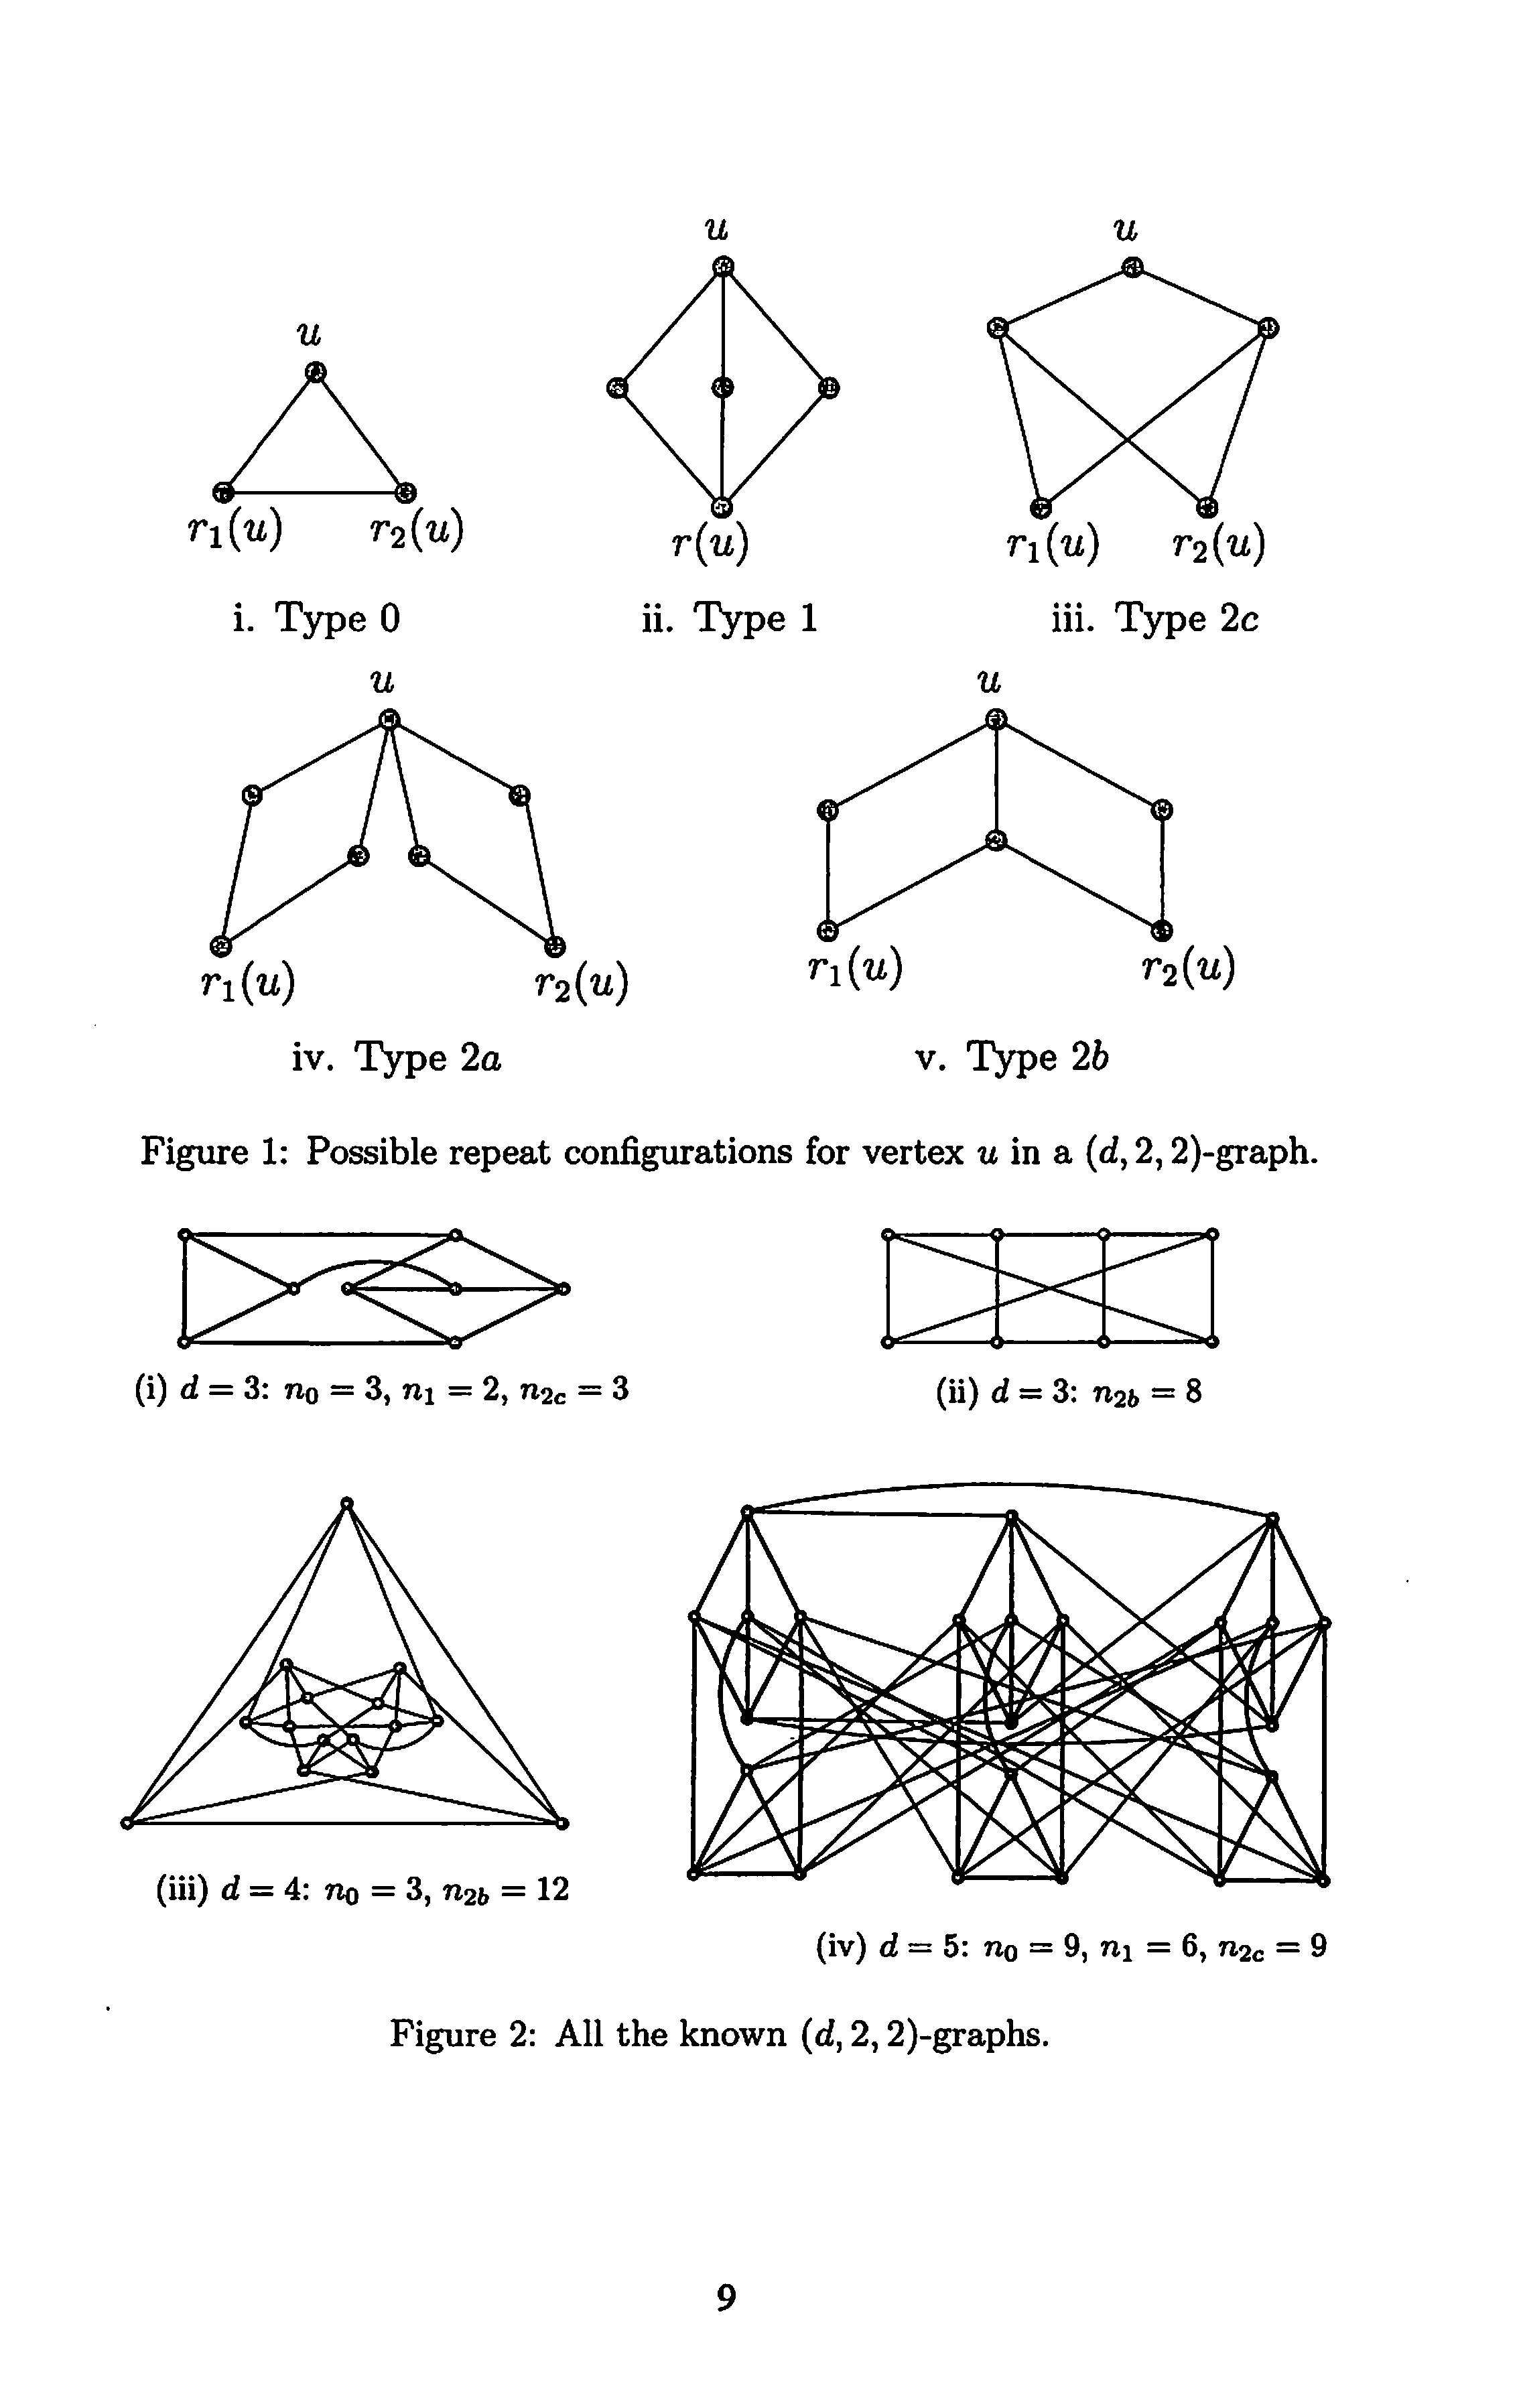 u
u
u
r₁(u) r₂(u)
r(u)
r₁(u) r₂(u)
i. Type 0
ii. Type 1
iii. Type 2c
u
u
r₁(u) r₂(u)
r₁(u) r₂(u)
iv. Type 2a
v. Type 2b
Figure 1: Possible repeat configurations for vertex u in a (d, 2, 2)-graph.
(i) d = 3: n₀ = 3, n₁ = 2, n₂c = 3
(ii) d = 3: n₂b = 8
(iii) d = 4: n₀ = 3, n₂b = 12
(iv) d = 5: n₀ = 9, n₁ = 6, n₂c = 9
Figure 2: All the known (d, 2, 2)-graphs.
9